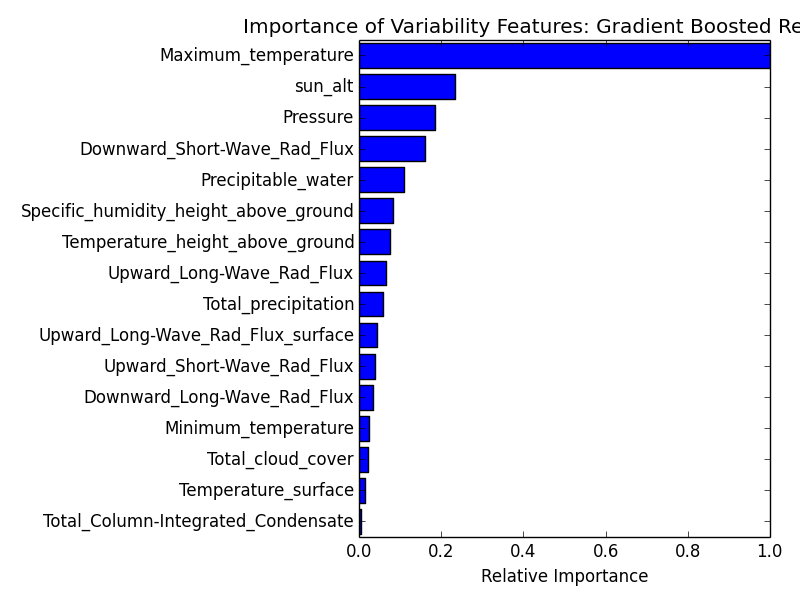 Importance of Variability Features: Gradient Boosted Re
Maximum_temperature
sun_alt
Pressure
Downward_Short-Wave_Rad_Flux
Precipitable_water
Specific_humidity_height_above_ground
Temperature_height_above_ground
Upward_Long-Wave_Rad_Flux
Total_precipitation
Upward_Long-Wave_Rad_Flux_surface
Upward_Short-Wave_Rad_Flux
Downward_Long-Wave_Rad_Flux
Minimum_temperature
Total_cloud_cover
Temperature_surface
Total_Column-Integrated_Condensate
0.0 0.2 0.4 0.6 0.8 1.0
Relative Importance